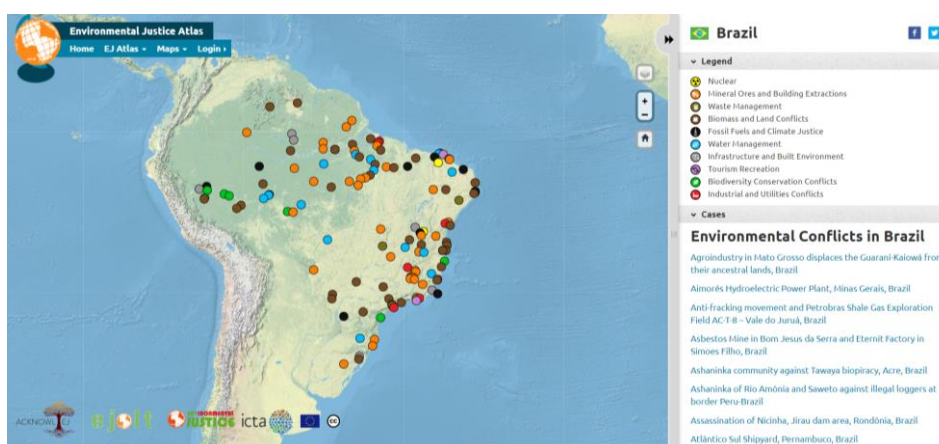 Environmental Justice Atlas
Home EJ Atlas Maps Login
Brazil
Legend
Nuclear
Mineral Ores and Building Extractions
Waste Management
Biomass and Land Conflicts
Fossil Fuels and Climate Justice
Water Management
Infrastructure and Built Environment
Tourism Recreation
Biodiversity Conservation Conflicts
Industrial and Utilities Conflicts
Cases
Environmental Conflicts in Brazil
Agroindustry in Mato Grosso displaces the Guarani-Kaiowá from
their ancestral lands, Brazil
Aimorés Hydroelectric Power Plant, Minas Gerais, Brazil
Anti-fracking movement and Petrobras Shale Gas Exploration
Field AC-T-8 – Vale do Juruá, Brazil
Asbestos Mine in Bom Jesus da Serra and Eternit Factory in
Simoes Filho, Brazil
Ashaninka community against Tawaya biopiracy, Acre, Brazil
Ashaninka of Rio Amônia and Saweto against illegal loggers at
border Peru-Brazil
Assassination of Nicinha, Jirau dam area, Rondônia, Brazil
Atlântico Sul Shipyard, Pernambuco, Brazil
ACKNOWL EJ
ejolt
ENVIRONMENTAL
JUSTICE
icta
cc